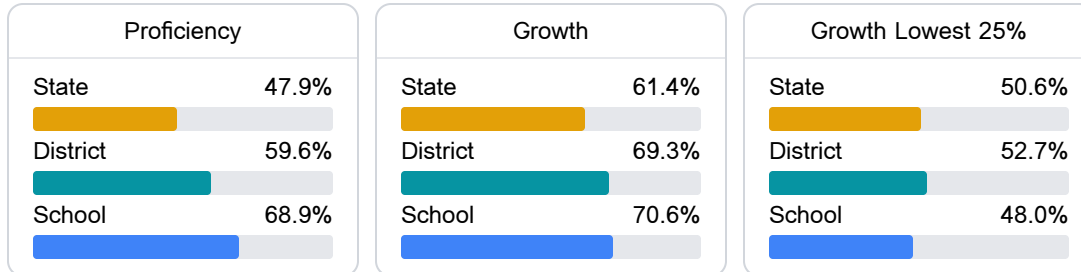 Proficiency
State 47.9%
District 59.6%
School 68.9%
Growth
State 61.4%
District 69.3%
School 70.6%
Growth Lowest 25%
State 50.6%
District 52.7%
School 48.0%